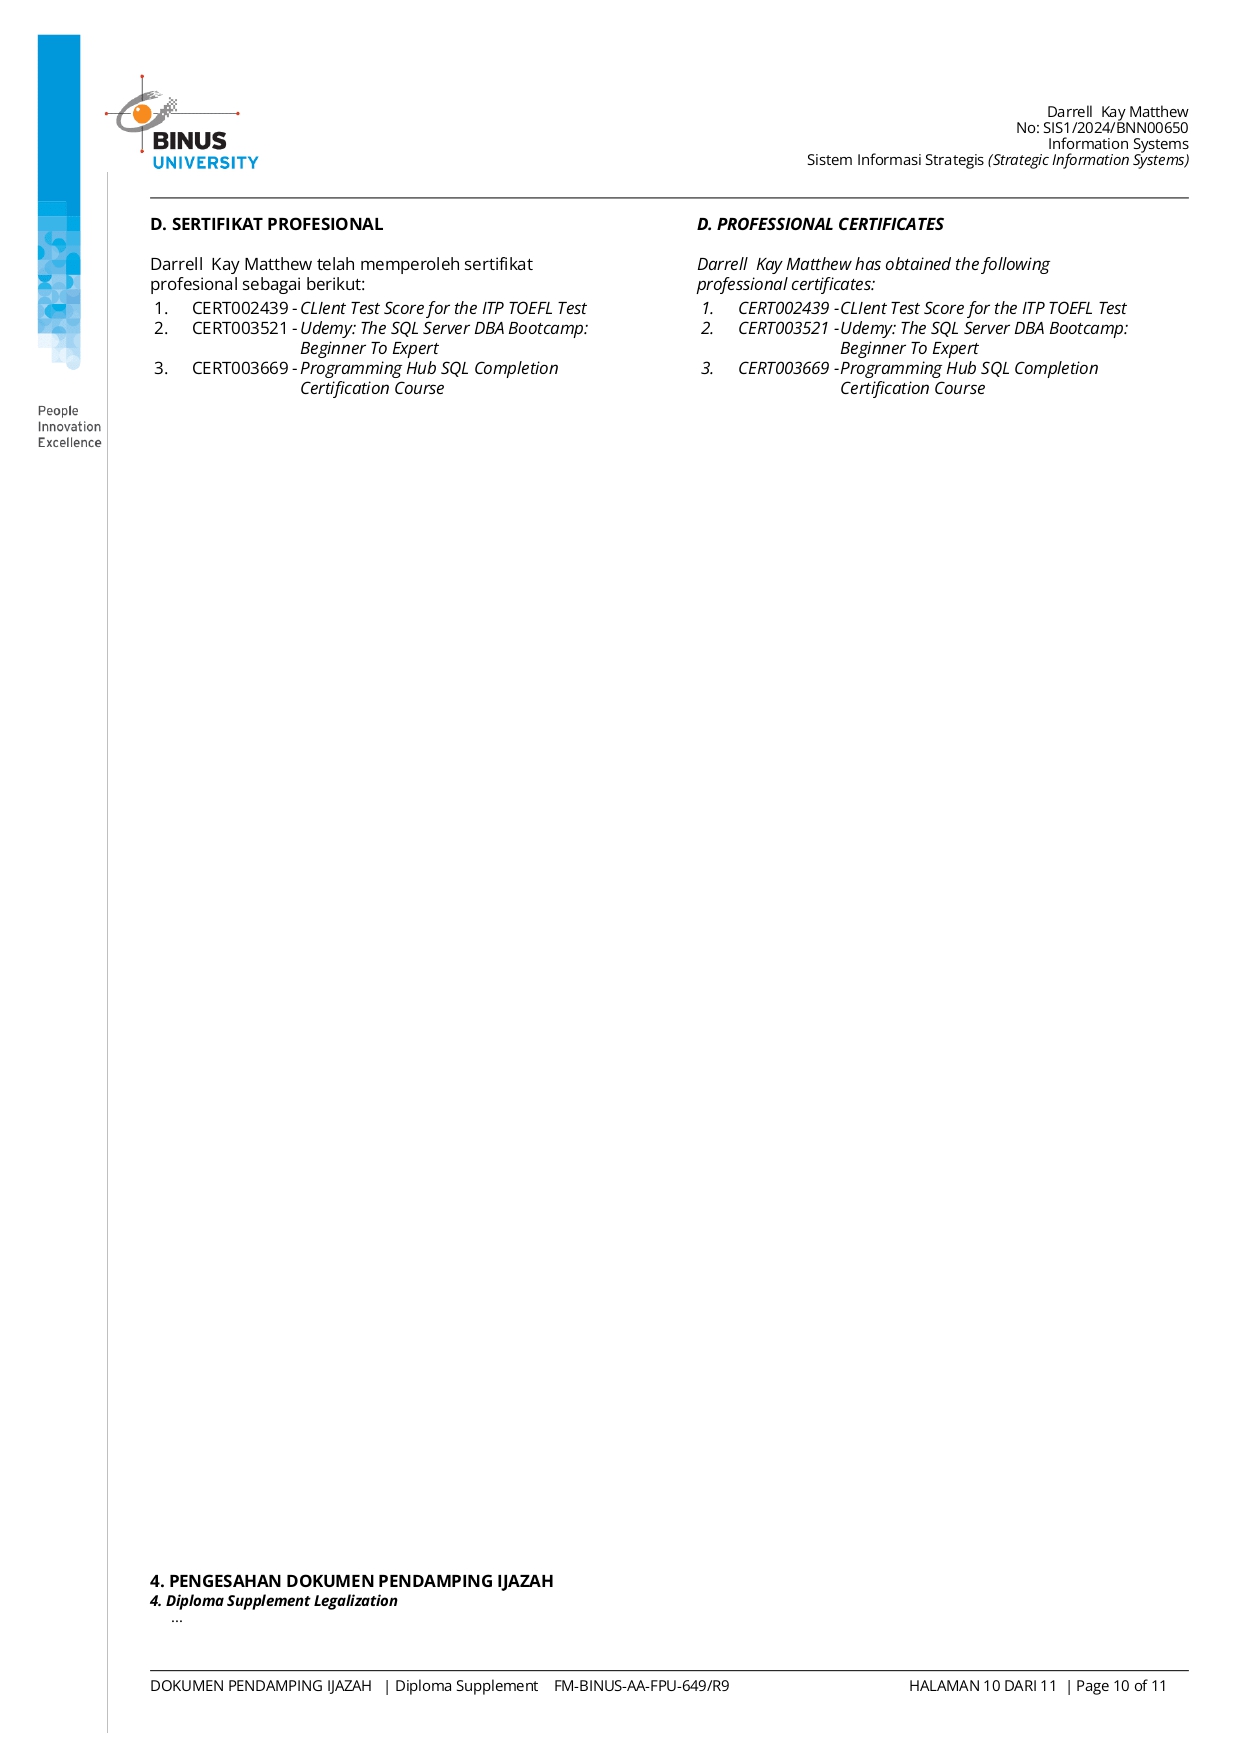 BINUS
UNIVERSITY
People
Innovation
Excellence
Darrell  Kay Matthew
No: SIS1/2024/BNN00650
Information Systems
Sistem Informasi Strategis (Strategic Information Systems)
D. SERTIFIKAT PROFESIONAL
Darrell  Kay Matthew telah memperoleh sertifikat
profesional sebagai berikut:
1. CERT002439 - CLIent Test Score for the ITP TOEFL Test
2. CERT003521 - Udemy: The SQL Server DBA Bootcamp:
Beginner To Expert
3. CERT003669 - Programming Hub SQL Completion
Certification Course
D. PROFESSIONAL CERTIFICATES
Darrell  Kay Matthew has obtained the following
professional certificates:
1. CERT002439 -CLIent Test Score for the ITP TOEFL Test
2. CERT003521 -Udemy: The SQL Server DBA Bootcamp:
Beginner To Expert
3. CERT003669 -Programming Hub SQL Completion
Certification Course
4. PENGESAHAN DOKUMEN PENDAMPING IJAZAH
4. Diploma Supplement Legalization
...
DOKUMEN PENDAMPING IJAZAH | Diploma Supplement FM-BINUS-AA-FPU-649/R9 HALAMAN 10 DARI 11 | Page 10 of 11